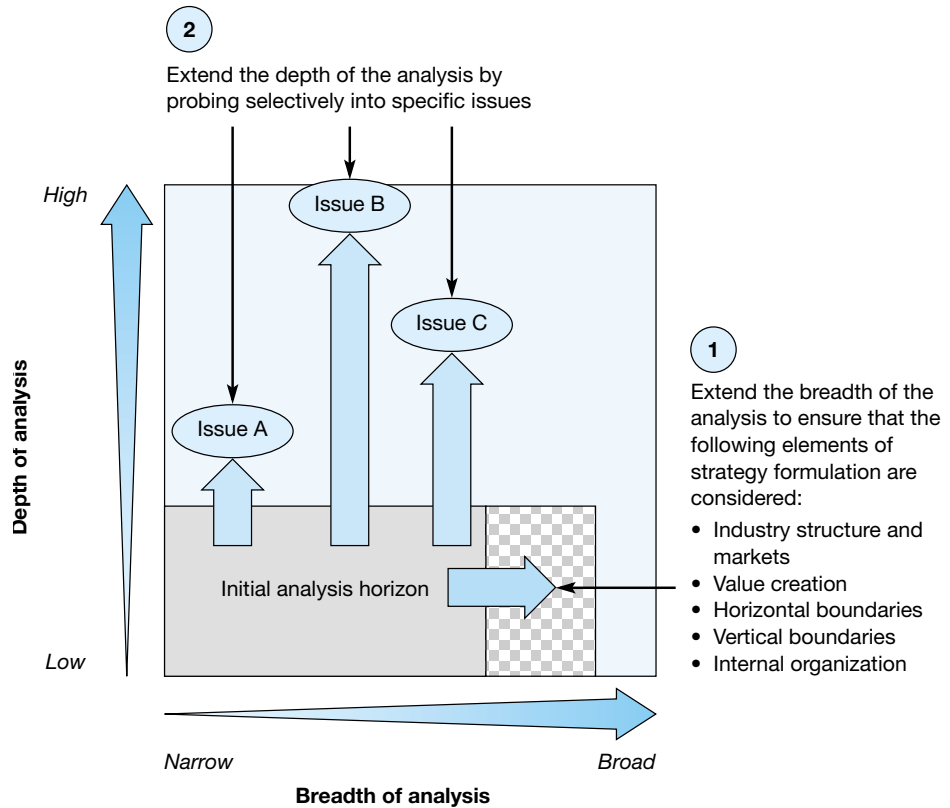 2
Extend the depth of the analysis by
probing selectively into specific issues
High
Issue B
Issue C
1
Extend the breadth of the
analysis to ensure that the
following elements of
strategy formulation are
considered:
• Industry structure and
markets
• Value creation
• Horizontal boundaries
• Vertical boundaries
• Internal organization
Issue A
Depth of analysis
Initial analysis horizon
Low
Narrow
Broad
Breadth of analysis